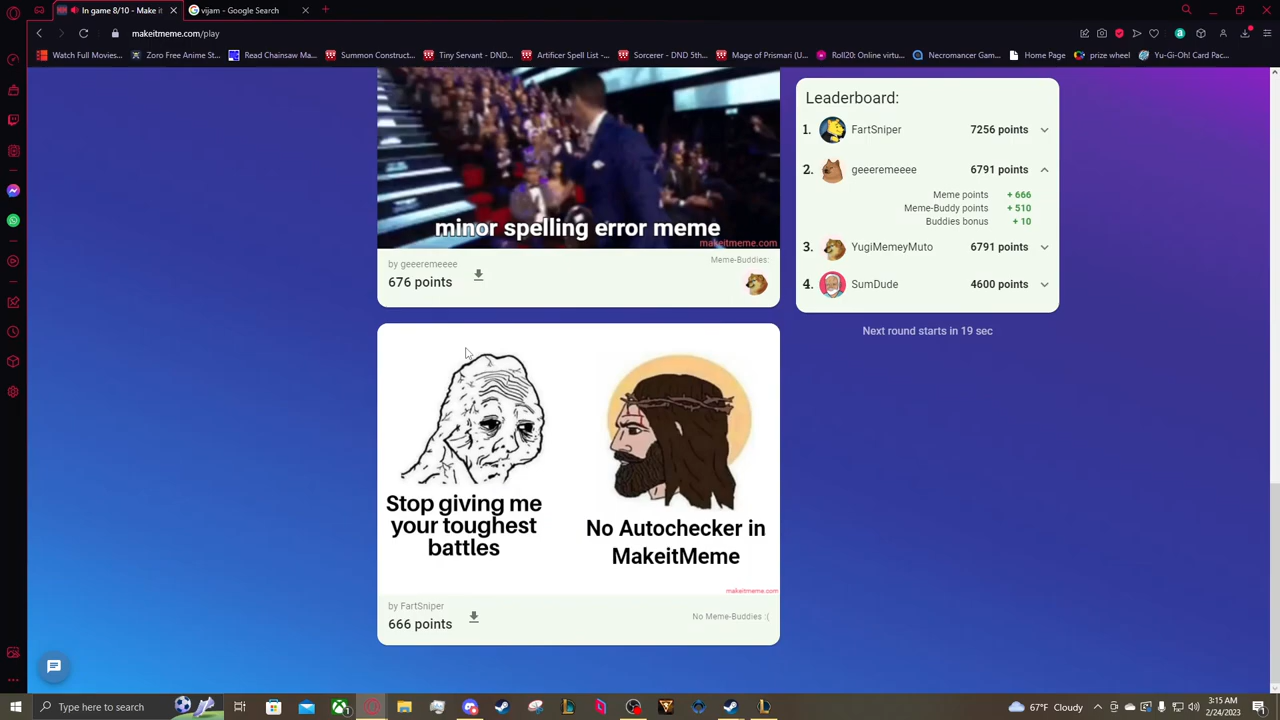 In game 8/10 - Make it
vijam - Google Search
makeitmeme.com/play
Watch Full Movies...
Zoro Free Anime St...
Read Chainsaw Ma...
Summon Construct...
Tiny Servant - DND...
Artificer Spell List -...
Sorcerer - DND 5th...
Mage of Prismari (U...
Roll20: Online virtu...
Necromancer Gam...
Home Page
prize wheel
Yu-Gi-Oh! Card Pac...
minor spelling error meme
makeitmeme.com
by geeeremeeee
676 points
Meme-Buddies:
Stop giving me
your toughest
battles
No Autochecker in
MakeitMeme
makeitmeme.com
by FartSniper
666 points
No Meme-Buddies :(
Leaderboard:
1. FartSniper 7256 points
2. geeeremeeee 6791 points
Meme points + 666
Meme-Buddy points + 510
Buddies bonus + 10
3. YugiMemeyMuto 6791 points
4. SumDude 4600 points
Next round starts in 19 sec
Type here to search
67°F Cloudy
3:15 AM
2/24/2023